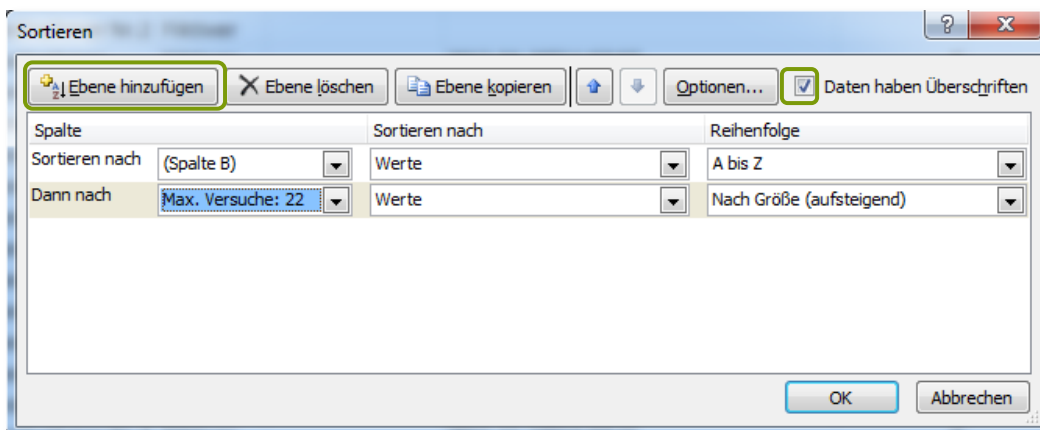 Sortieren
Ebene hinzufügen Ebene löschen Ebene kopieren Optionen... Daten haben Überschriften
Spalte Sortieren nach Reihenfolge
Sortieren nach (Spalte B) Werte A bis Z
Dann nach Max. Versuche: 22 Werte Nach Größe (aufsteigend)
OK Abbrechen